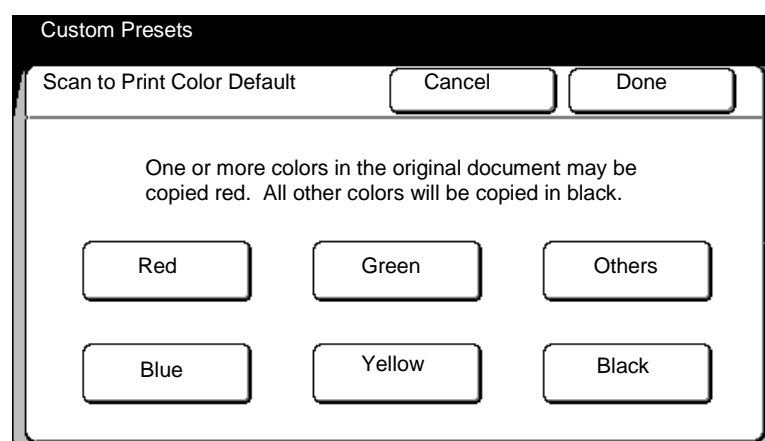 Custom Presets
Scan to Print Color Default
Cancel
Done
One or more colors in the original document may be
copied red.  All other colors will be copied in black.
Red
Green
Others
Blue
Yellow
Black